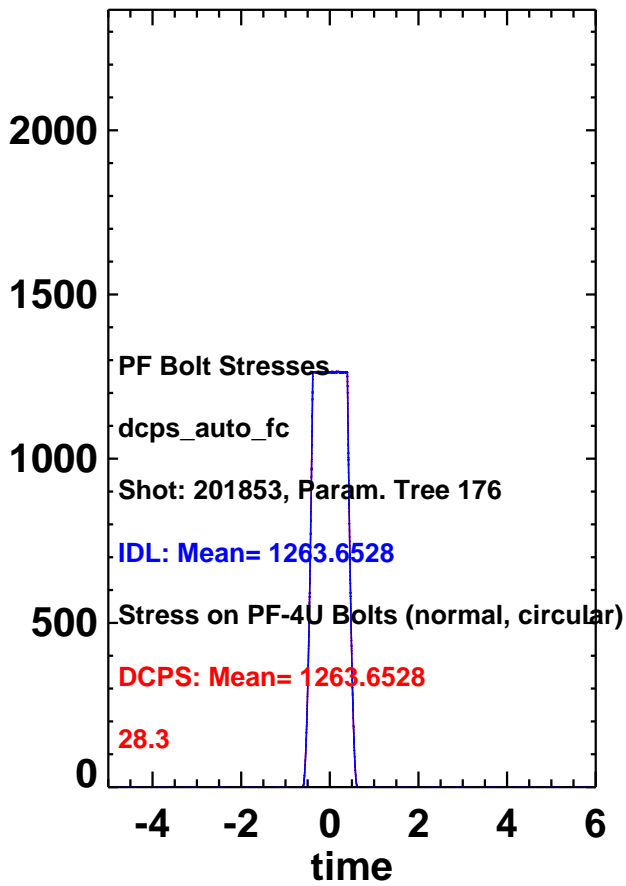 2000
1500
PF Bolt Stresses
dcps_auto_fc
1000
Shot: 201853, Param. Tree 176
IDL: Mean= 1263.6528
500
Stress on PF-4U Bolts (normal, circular)
DCPS: Mean= 1263.6528
28.3
0
-4 -2 0 2 4 6
time